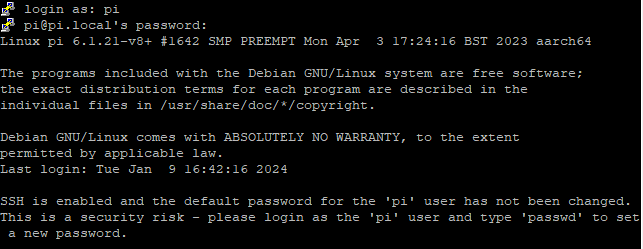 login as: pi
pi@pi.local's password:
Linux pi 6.1.21-v8+ #1642 SMP PREEMPT Mon Apr  3 17:24:16 BST 2023 aarch64

The programs included with the Debian GNU/Linux system are free software;
the exact distribution terms for each program are described in the
individual files in /usr/share/doc/*/copyright.

Debian GNU/Linux comes with ABSOLUTELY NO WARRANTY, to the extent
permitted by applicable law.
Last login: Tue Jan  9 16:42:16 2024

SSH is enabled and the default password for the 'pi' user has not been changed.
This is a security risk - please login as the 'pi' user and type 'passwd' to set
 a new password.